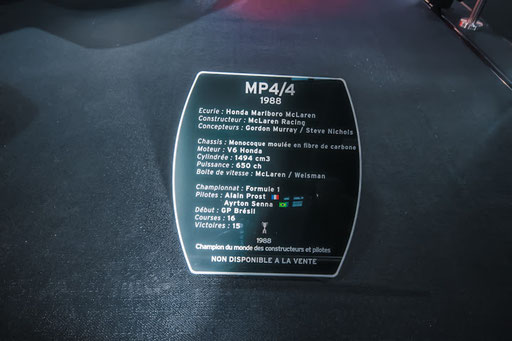 MP4/4
1988
Ecurie : Honda Marlboro McLaren
Constructeur : McLaren Racing
Concepteurs : Gordon Murray / Steve Nichols
Chassis : Monocoque moulée en fibre de carbone
Moteur : V6 Honda
Cylindrée : 1494 cm3
Puissance : 650 ch
Boite de vitesse : McLaren / Weisman
Championnat : Formule 1
Pilotes : Alain Prost
Ayrton Senna
Début : GP Brésil
Courses : 16
Victoires : 15
1988
Champion du monde des constructeurs et pilotes
NON DISPONIBLE A LA VENTE